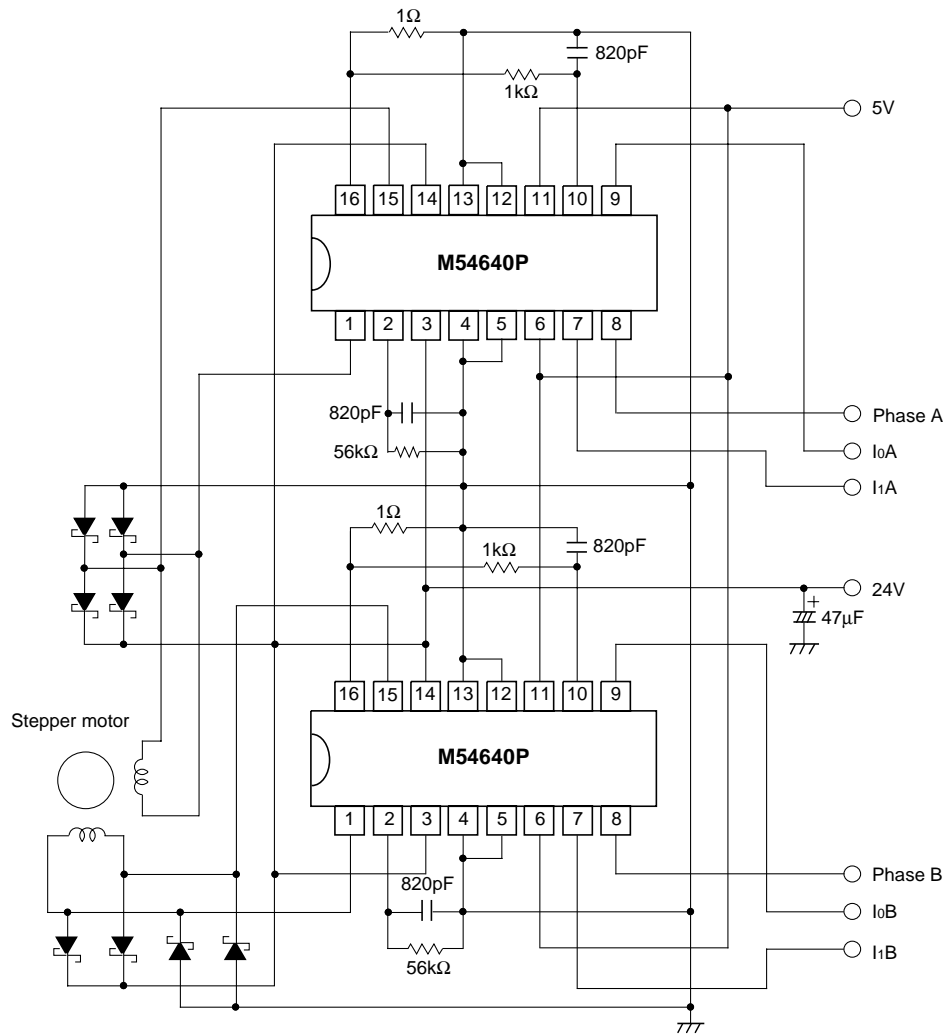 1Ω
820pF
1kΩ
5V
16 15 14 13 12 11 10 9
M54640P
1 2 3 4 5 6 7 8
820pF
Phase A
56kΩ
I0A
I1A
1Ω
1kΩ
820pF
24V
+
47µF
16 15 14 13 12 11 10 9
Stepper motor
M54640P
1 2 3 4 5 6 7 8
820pF
Phase B
I0B
56kΩ
I1B